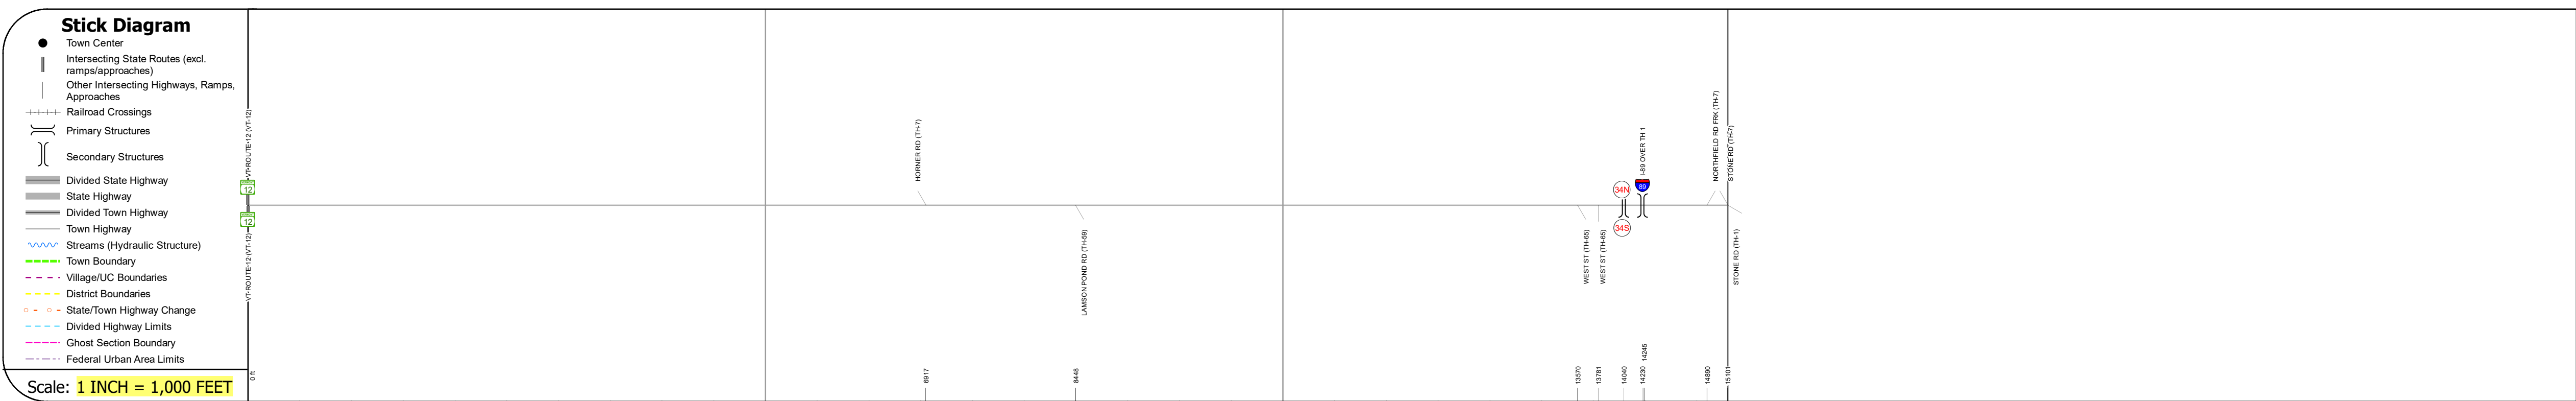 Stick Diagram
Town Center
Intersecting State Routes (excl.
ramps/approaches)
Other Intersecting Highways, Ramps,
Approaches
Railroad Crossings
Primary Structures
Secondary Structures
Divided State Highway
State Highway
Divided Town Highway
Town Highway
Streams (Hydraulic Structure)
Town Boundary
Village/UC Boundaries
District Boundaries
State/Town Highway Change
Divided Highway Limits
Ghost Section Boundary
Federal Urban Area Limits
Scale: 1 INCH = 1,000 FEET
VT-ROUTE-12 (VT-12)
12
12
VT-ROUTE-12 (VT-12)
HORNER RD (TH-7)
LAMSON POND RD (TH-59)
WEST ST (TH-65)
WEST ST (TH-65)
34N
34S
I-89 OVER TH 1
89
NORTHFIELD RD FRK (TH-7)
STONE RD (TH-7)
STONE RD (TH-1)
0 ft
6917
8448
13570
13781
14040
14230
14245
14890
15101